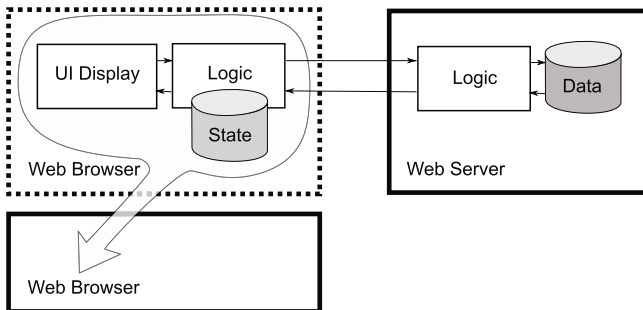 UI Display
Logic
State
Web Browser
Logic
Data
Web Server
Web Browser